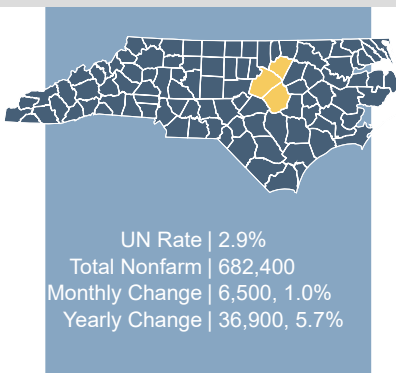 UN Rate | 2.9%
Total Nonfarm | 682,400
Monthly Change | 6,500, 1.0%
Yearly Change | 36,900, 5.7%